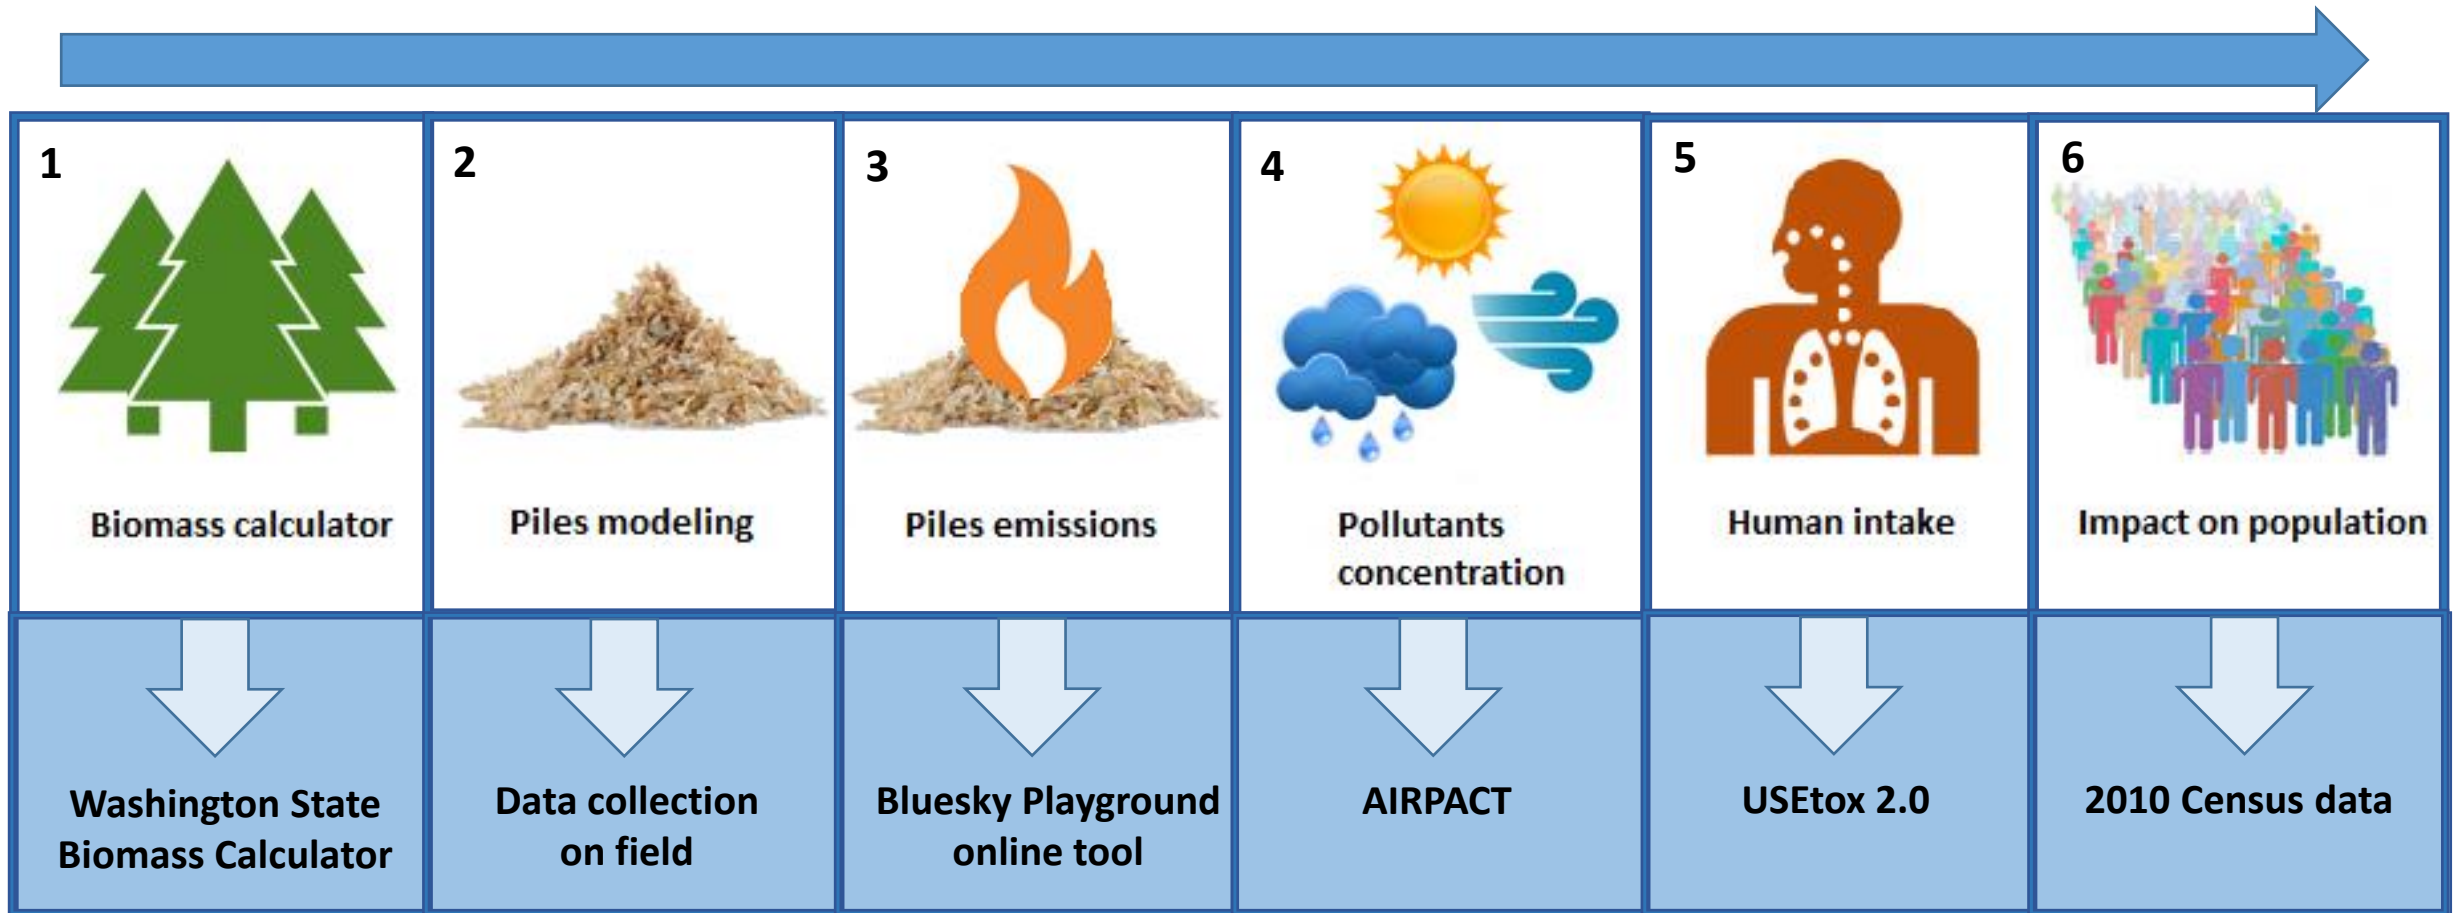 1
Biomass calculator
2
Piles modeling
3
Piles emissions
4
Pollutants
concentration
5
Human intake
6
Impact on population
Washington State
Biomass Calculator
Data collection
on field
Bluesky Playground
online tool
AIRPACT
USEtox 2.0
2010 Census data